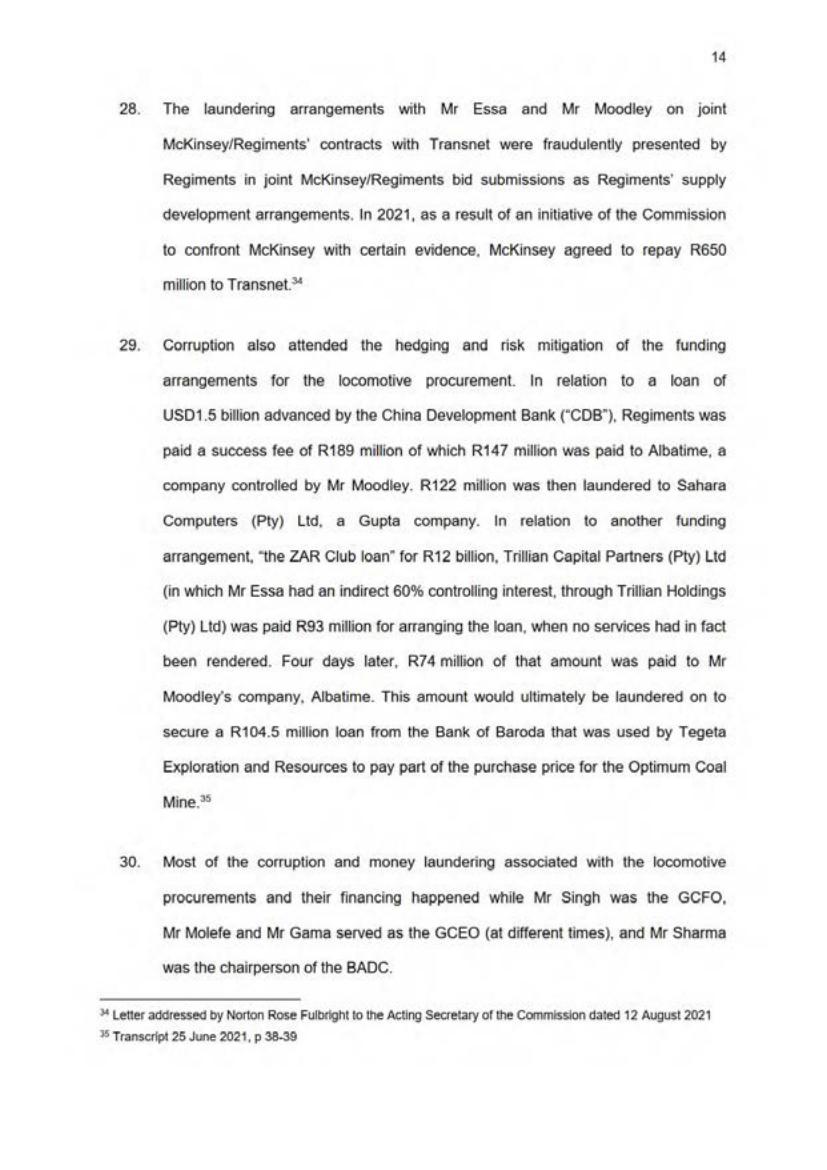 14
28. The laundering arrangements with Mr Essa and Mr Moodley on joint
McKinsey/Regiments' contracts with Transnet were fraudulently presented by
Regiments in joint McKinsey/Regiments bid submissions as Regiments' supply
development arrangements. In 2021, as a result of an initiative of the Commission
to confront McKinsey with certain evidence, McKinsey agreed to repay R650
million to Transnet.34
29. Corruption also attended the hedging and risk mitigation of the funding
arrangements for the locomotive procurement. In relation to a loan of
USD1.5 billion advanced by the China Development Bank ("CDB"), Regiments was
paid a success fee of R189 million of which R147 million was paid to Albatime, a
company controlled by Mr Moodley. R122 million was then laundered to Sahara
Computers (Pty) Ltd, a Gupta company. In relation to another funding
arrangement, "the ZAR Club loan" for R12 billion, Trillian Capital Partners (Pty) Ltd
(in which Mr Essa had an indirect 60% controlling interest, through Trillian Holdings
(Pty) Ltd) was paid R93 million for arranging the loan, when no services had in fact
been rendered. Four days later, R74 million of that amount was paid to Mr
Moodley's company, Albatime. This amount would ultimately be laundered on to
secure a R104.5 million loan from the Bank of Baroda that was used by Tegeta
Exploration and Resources to pay part of the purchase price for the Optimum Coal
Mine.35
30. Most of the corruption and money laundering associated with the locomotive
procurements and their financing happened while Mr Singh was the GCFO,
Mr Molefe and Mr Gama served as the GCEO (at different times), and Mr Sharma
was the chairperson of the BADC.
34 Letter addressed by Norton Rose Fulbright to the Acting Secretary of the Commission dated 12 August 2021
35 Transcript 25 June 2021, p 38-39